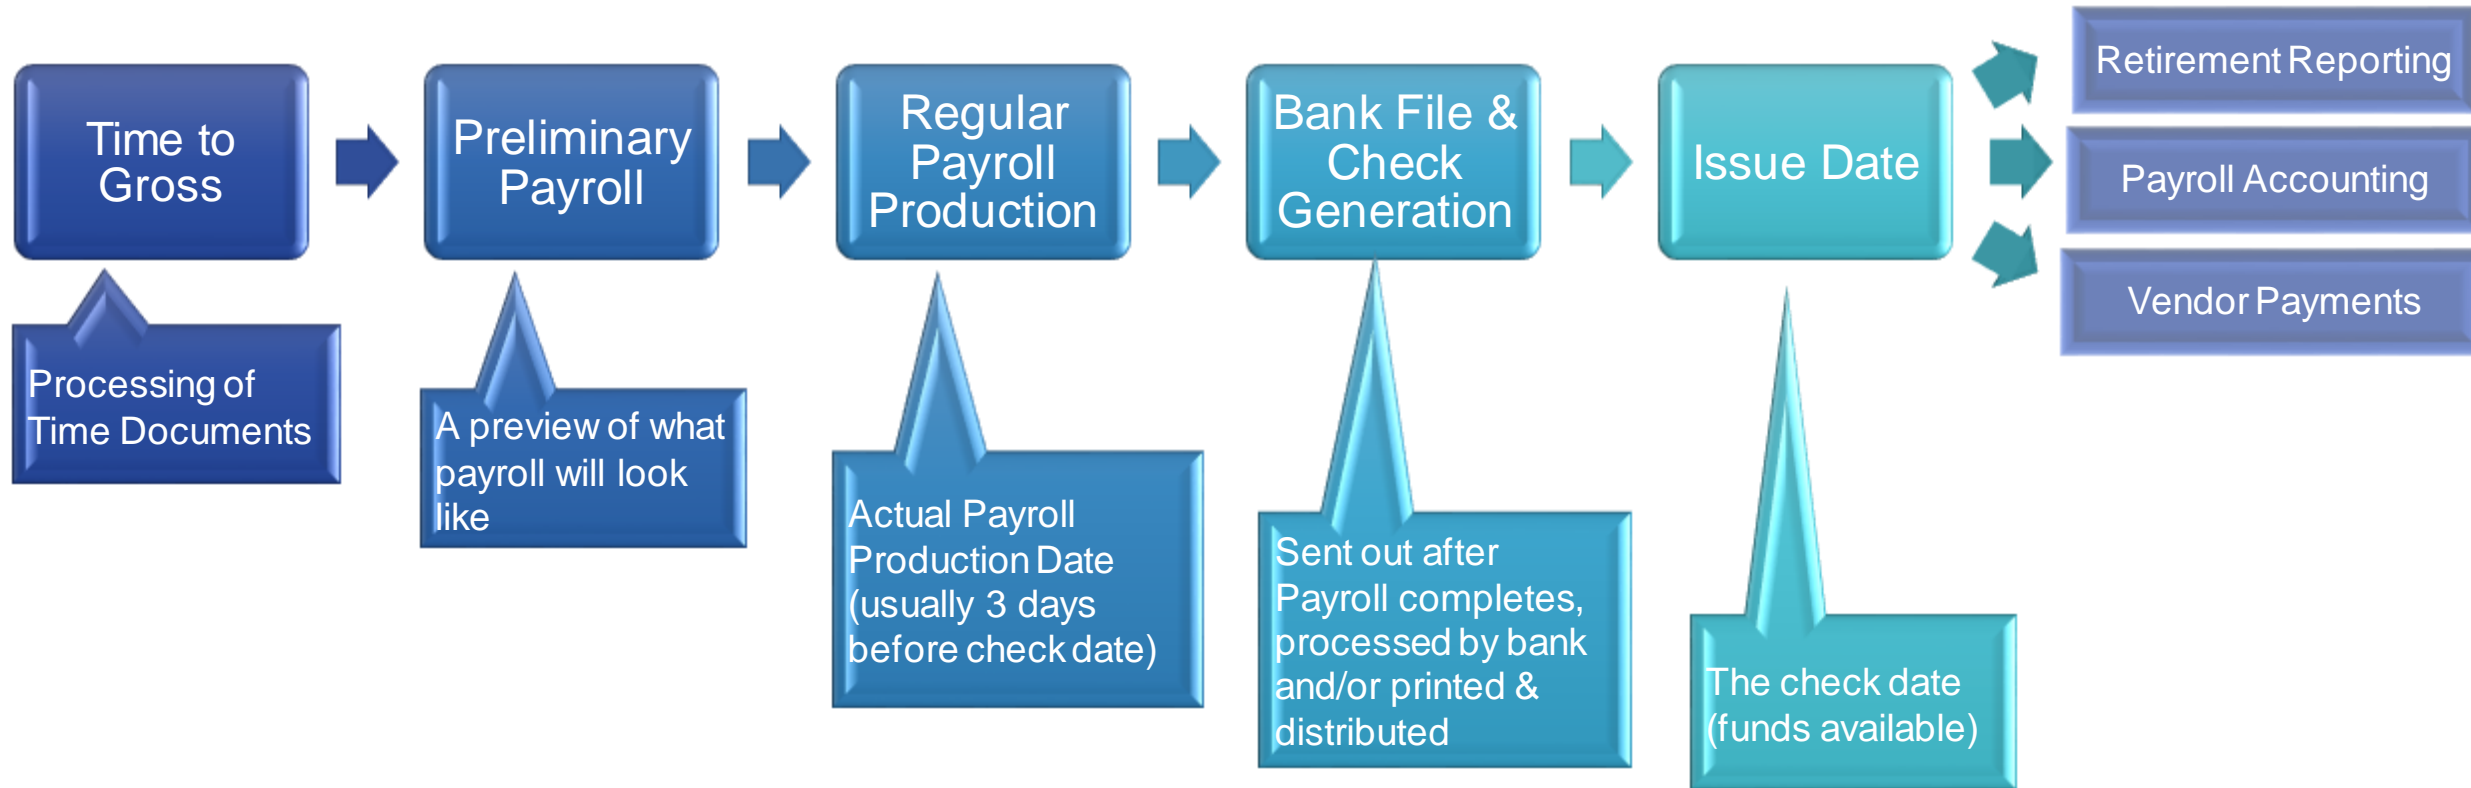 Time to
Gross
Preliminary
Payroll
Regular
Payroll
Production
Bank File &
Check
Generation
Issue Date
Retirement Reporting
Payroll Accounting
Vendor Payments
Processing of
Time Documents
A preview of what
payroll will look
like
Actual Payroll
Production Date
(usually 3 days
before check date)
Sent out after
Payroll completes,
processed by bank
and/or printed &
distributed
The check date
(funds available)